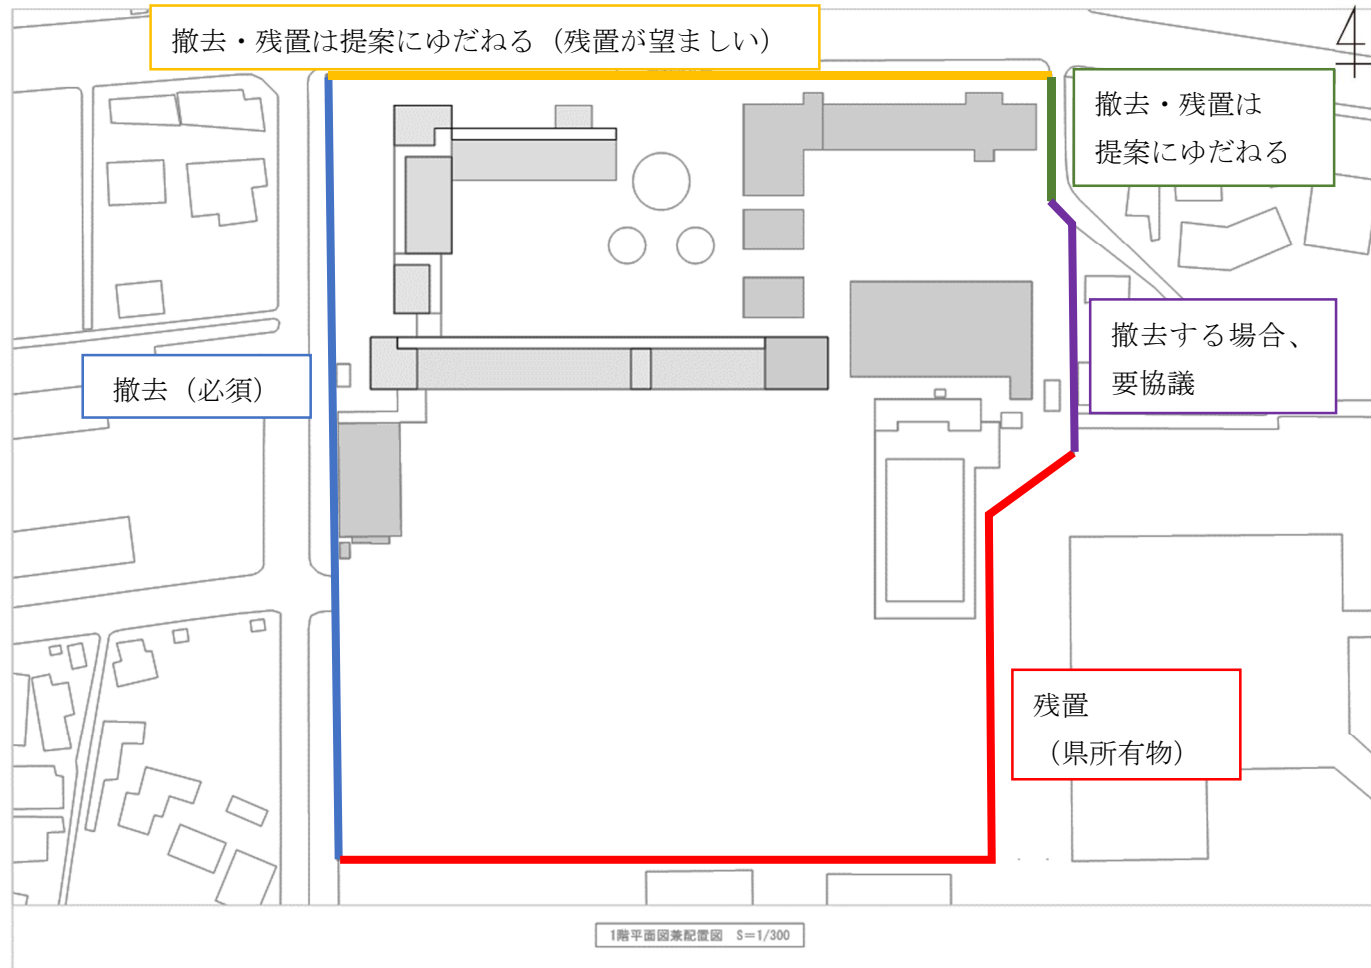 撤去・残置は提案にゆだねる（残置が望ましい）
撤去・残置は
提案にゆだねる
撤去する場合、
要協議
撤去（必須）
残置
（県所有物）
1階平面図兼配置図 S=1/300